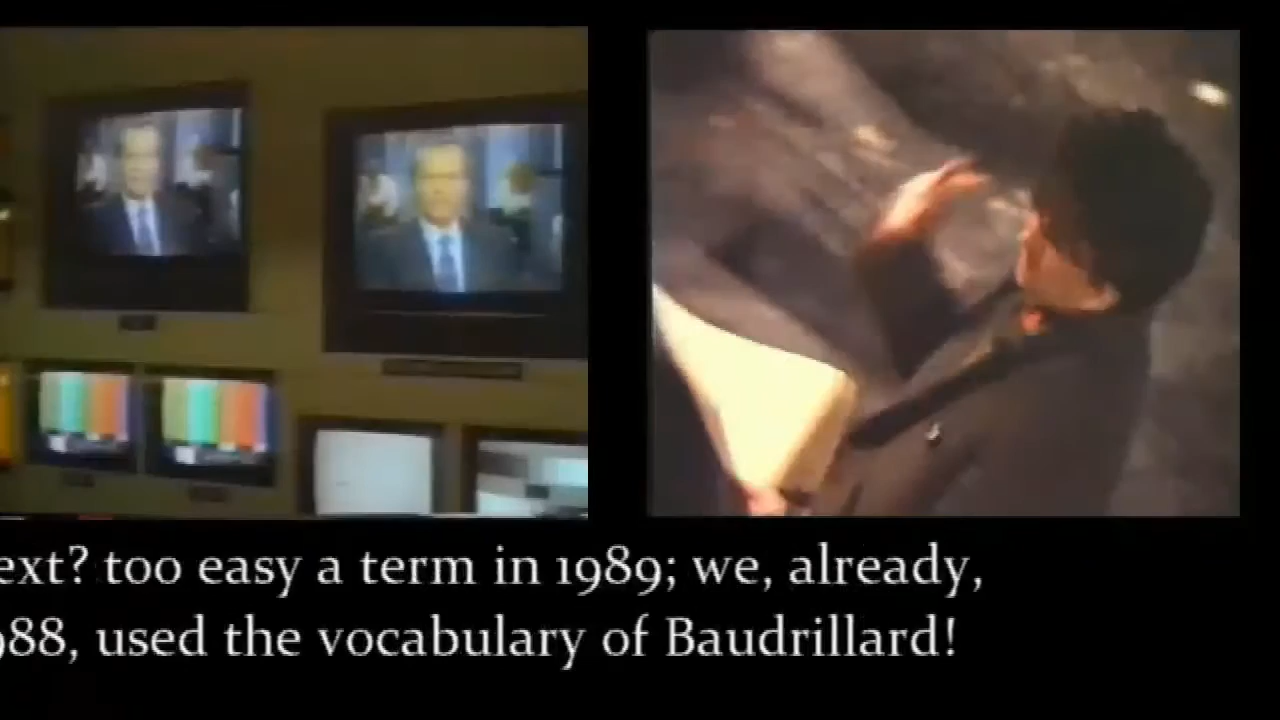 ext? too easy a term in 1989; we, already,
988, used the vocabulary of Baudrillard!